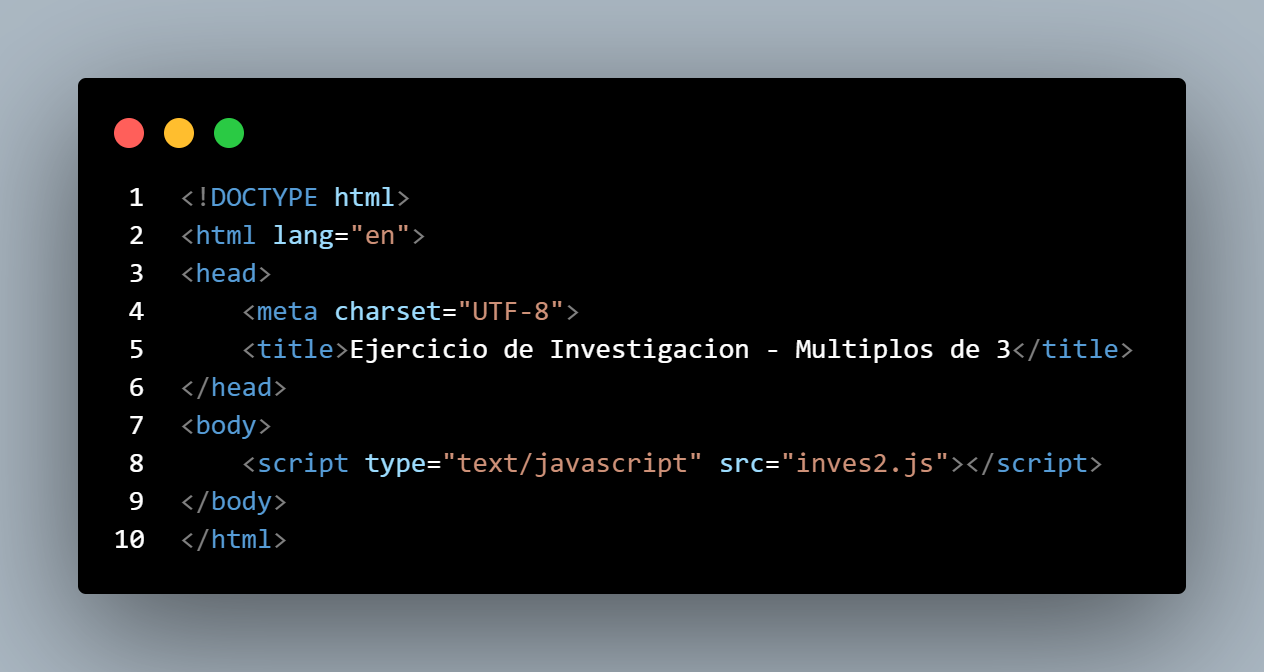 1 <!DOCTYPE html>
2 <html lang="en">
3 <head>
4     <meta charset="UTF-8">
5     <title>Ejercicio de Investigacion - Multiplos de 3</title>
6 </head>
7 <body>
8     <script type="text/javascript" src="inves2.js"></script>
9 </body>
10 </html>